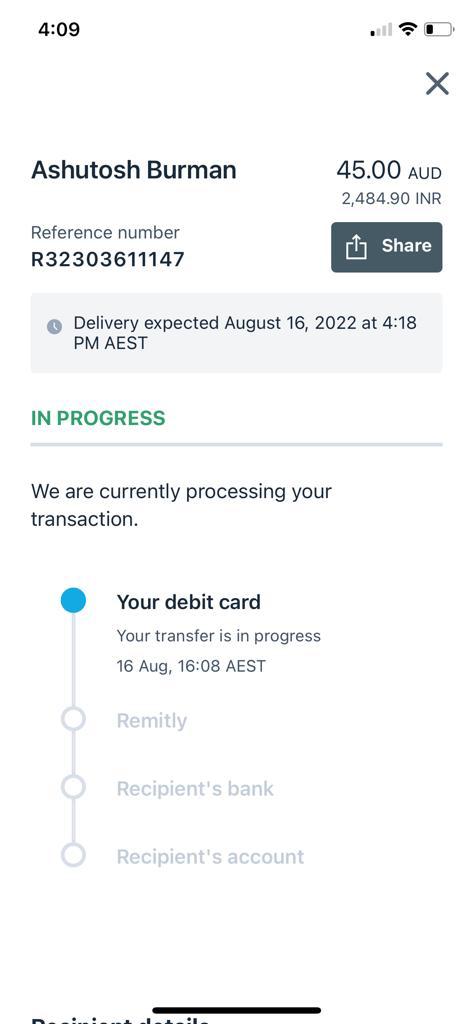 4:09
Ashutosh Burman
45.00 AUD
2,484.90 INR
Reference number
R32303611147
Share
Delivery expected August 16, 2022 at 4:18
PM AEST
IN PROGRESS
We are currently processing your
transaction.
Your debit card
Your transfer is in progress
16 Aug, 16:08 AEST
Remitly
Recipient's bank
Recipient's account
Recipient details